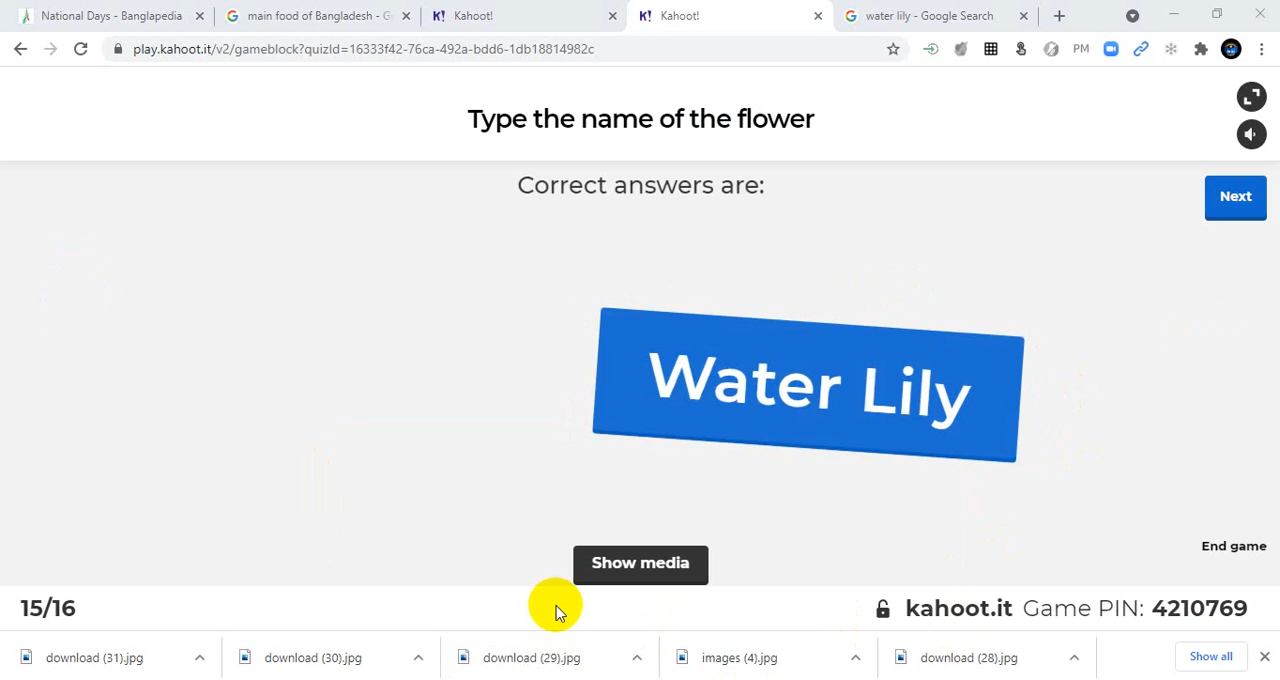 National Days - Banglapedia
main food of Bangladesh - G
K! Kahoot!
K! Kahoot!
water lily - Google Search
play.kahoot.it/v2/gameblock?quizId=16333f42-76ca-492a-bdd6-1db18814982c
PM
Type the name of the flower
Correct answers are:
Next
Water Lily
Show media
End game
15/16
kahoot.it Game PIN: 4210769
download (31).jpg
download (30).jpg
download (29).jpg
images (4).jpg
download (28).jpg
Show all